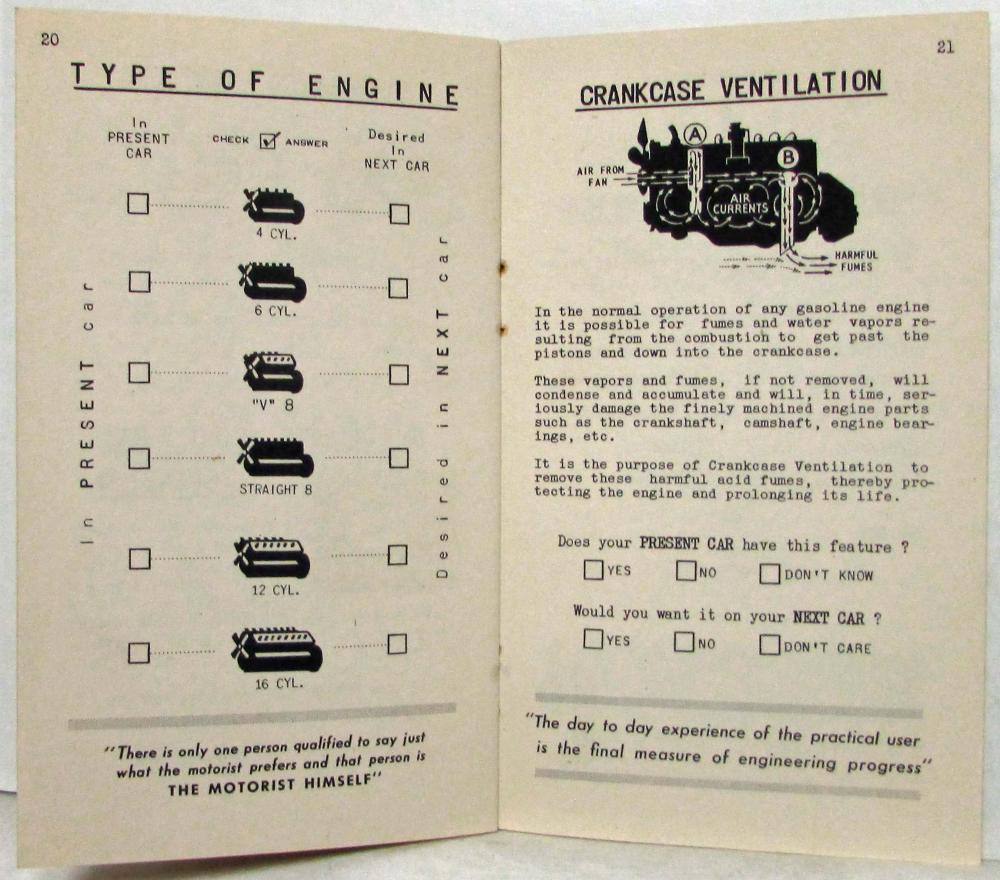 20
TYPE OF ENGINE
In
PRESENT
CAR
CHECK ANSWER
Desired
In
NEXT CAR
4 CYL.
6 CYL.
"V" 8
STRAIGHT 8
12 CYL.
16 CYL.
In PRESENT car
Desired in NEXT car
"There is only one person qualified to say just
what the motorist prefers and that person is
THE MOTORIST HIMSELF"
21
CRANKCASE VENTILATION
A
B
AIR FROM
FAN
AIR
CURRENTS
HARMFUL
FUMES
In the normal operation of any gasoline engine
it is possible for fumes and water vapors re-
sulting from the combustion to get past the
pistons and down into the crankcase.
These vapors and fumes, if not removed, will
condense and accumulate and will, in time, ser-
iously damage the finely machined engine parts
such as the crankshaft, camshaft, engine bear-
ings, etc.
It is the purpose of Crankcase Ventilation to
remove these harmful acid fumes, thereby pro-
tecting the engine and prolonging its life.
Does your PRESENT CAR have this feature ?
YES NO DON'T KNOW
Would you want it on your NEXT CAR ?
YES NO DON'T CARE
"The day to day experience of the practical user
is the final measure of engineering progress"